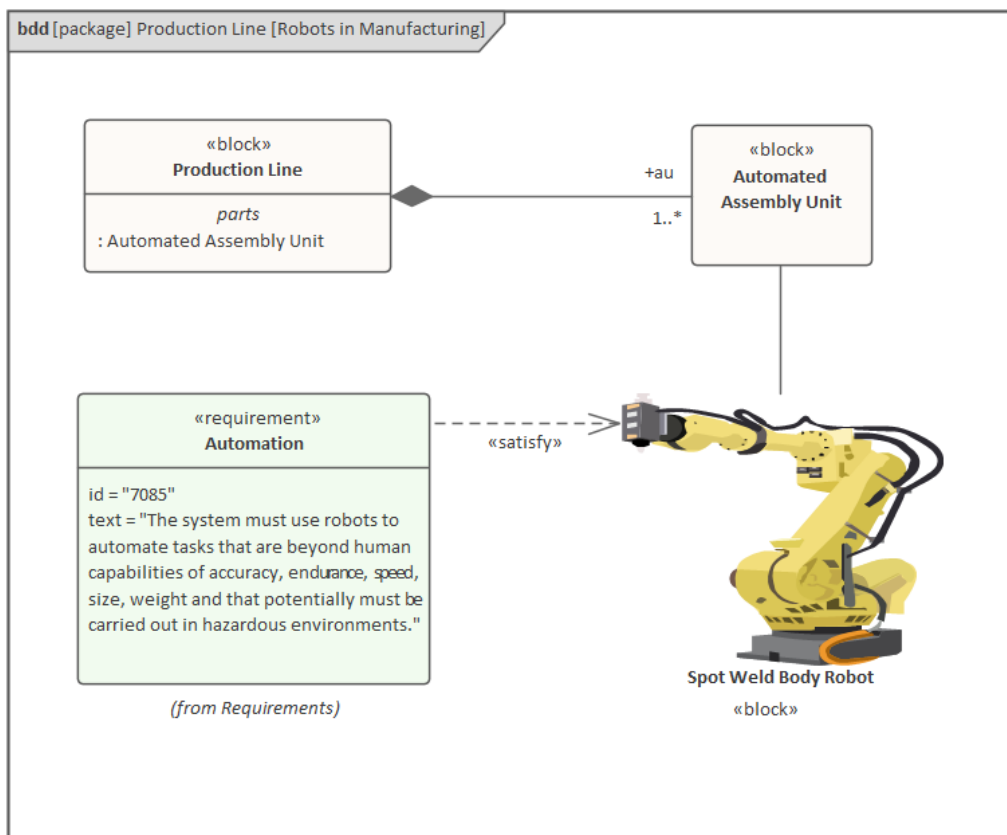 bdd [package] Production Line [Robots in Manufacturing]
«block»
Production Line
parts
: Automated Assembly Unit
+au
1..*
«block»
Automated
Assembly Unit
«requirement»
Automation
id = "7085"
text = "The system must use robots to
automate tasks that are beyond human
capabilities of accuracy, endurance, speed,
size, weight and that potentially must be
carried out in hazardous environments."
(from Requirements)
«satisfy»
Spot Weld Body Robot
«block»